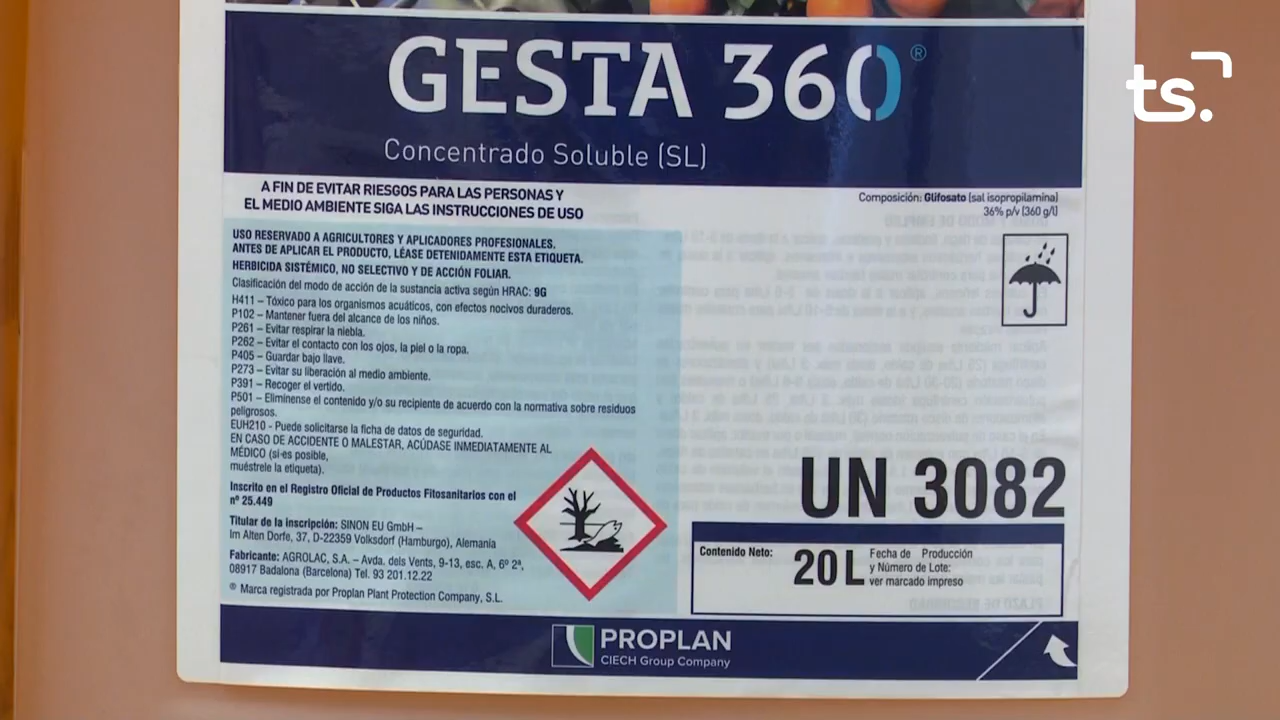 GESTA 360®
ts.
Concentrado Soluble (SL)
A FIN DE EVITAR RIESGOS PARA LAS PERSONAS Y
EL MEDIO AMBIENTE SIGA LAS INSTRUCCIONES DE USO
Composición: Glifosato (sal isopropilamina)
36% p/v (360 g/l)
USO RESERVADO A AGRICULTORES Y APLICADORES PROFESIONALES.
ANTES DE APLICAR EL PRODUCTO, LÉASE DETENIDAMENTE ESTA ETIQUETA.
HERBICIDA SISTÉMICO, NO SELECTIVO Y DE ACCIÓN FOLIAR.
Clasificación del modo de acción de la sustancia activa según HRAC: 9G
H411 – Tóxico para los organismos acuáticos, con efectos nocivos duraderos.
P102 – Mantener fuera del alcance de los niños.
P261 – Evitar respirar la niebla.
P262 – Evitar el contacto con los ojos, la piel o la ropa.
P405 – Guardar bajo llave.
P273 – Evitar su liberación al medio ambiente.
P391 – Recoger el vertido.
P501 – Elimínense el contenido y/o su recipiente de acuerdo con la normativa sobre residuos
peligrosos.
EUH210 - Puede solicitarse la ficha de datos de seguridad.
EN CASO DE ACCIDENTE O MALESTAR, ACÚDASE INMEDIATAMENTE AL
MÉDICO (si es posible,
muéstrele la etiqueta).
Inscrito en el Registro Oficial de Productos Fitosanitarios con el
nº 25.449
Titular de la inscripción: SINON EU GmbH –
Im Alten Dorfe, 37, D-22359 Volksdorf (Hamburgo), Alemania
Fabricante: AGROLAC, S.A. – Avda. dels Vents, 9-13, esc. A, 6º 2ª,
08917 Badalona (Barcelona) Tel. 93 201.12.22
® Marca registrada por Proplan Plant Protection Company, S.L.
UN 3082
Contenido Neto: 20 L
Fecha de Producción
y Número de Lote:
ver marcado impreso
PROPLAN
CIECH Group Company